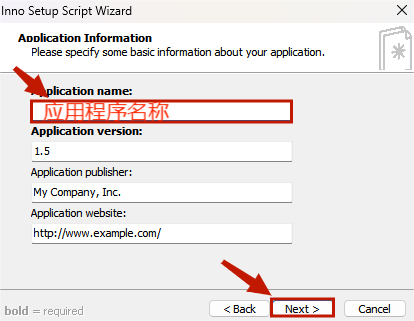 Inno Setup Script Wizard
Application Information
Please specify some basic information about your application.
Application name:
应用程序名称
Application version:
1.5
Application publisher:
My Company, Inc.
Application website:
http://www.example.com/
bold = required
< Back
Next >
Cancel